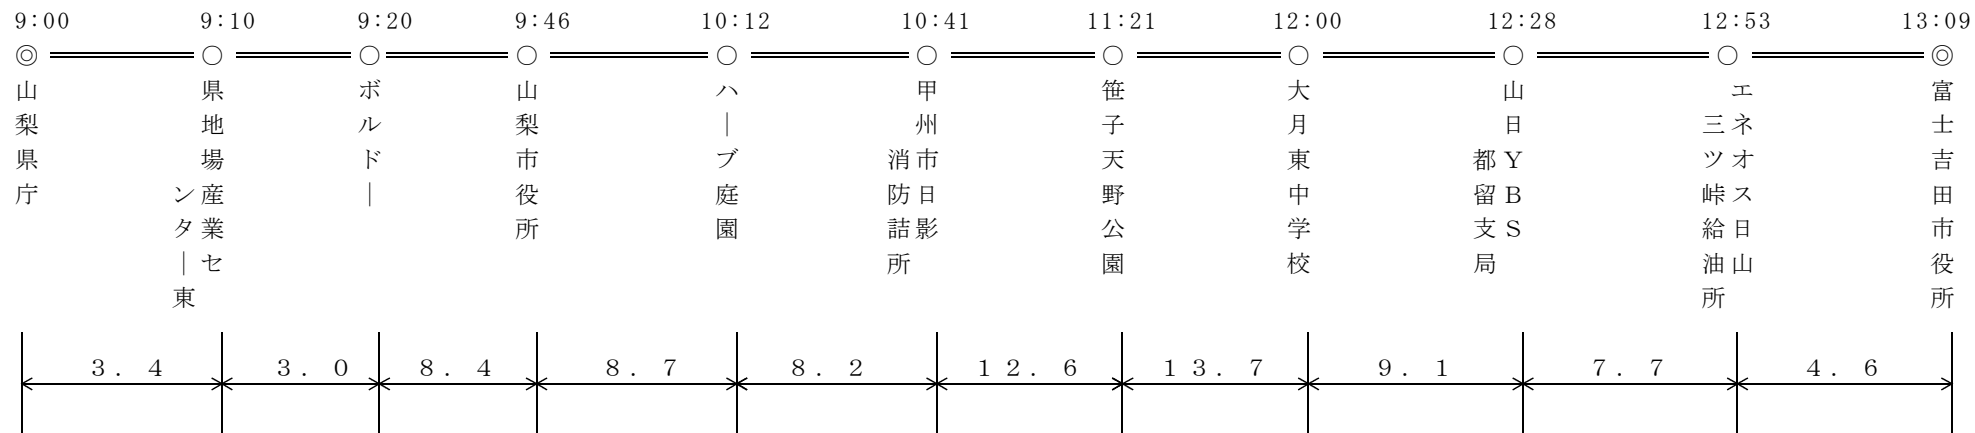 9:00 9:10 9:20 9:46 10:12 10:41 11:21 12:00 12:28 12:53 13:09
◎ ○ ○ ○ ○ ○ ○ ○ ○ ○ ◎
山梨県庁
県地場産業セ
ンター東
ボルドー
山梨市役所
ハーブ庭園
甲州市日影
消防詰所
笹子天野公園
大月東中学校
山日YBS
都留支局
エネオス日山
三ツ峠給油所
富士吉田市役所
3.4 3.0 8.4 8.7 8.2 12.6 13.7 9.1 7.7 4.6